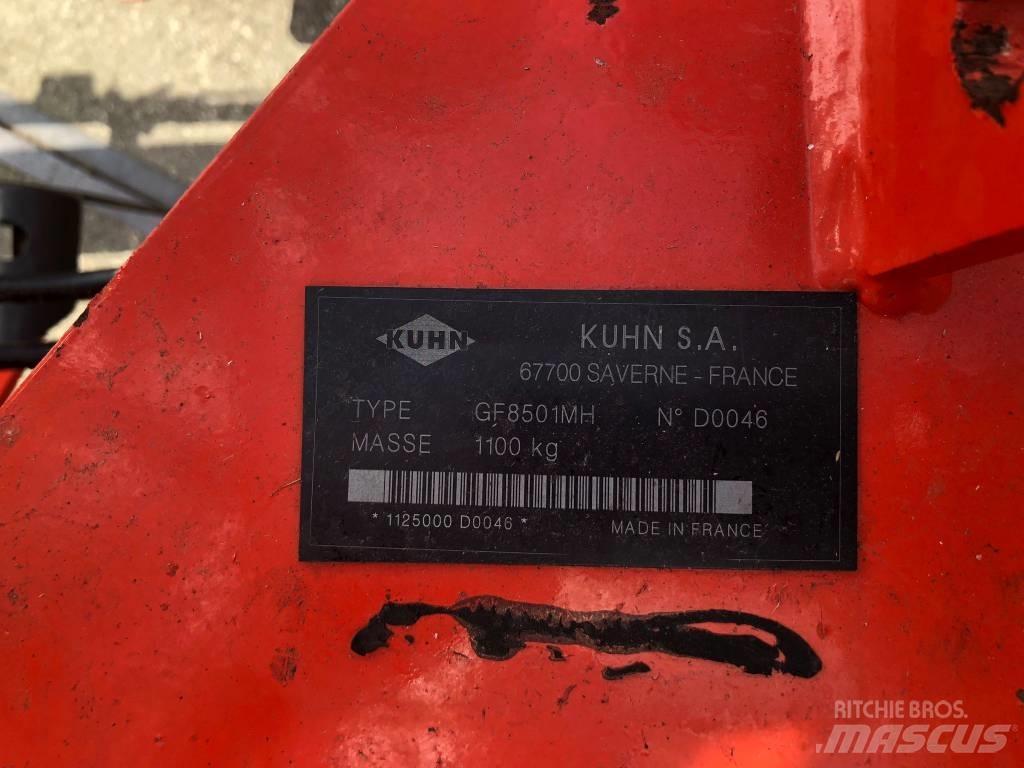 KUHN
KUHN S.A.
67700 SAVERNE - FRANCE
TYPE GF8501MH N° D0046
MASSE 1100 kg
* 1125000 D0046 *
MADE IN FRANCE
RITCHIE BROS.
MASCUS